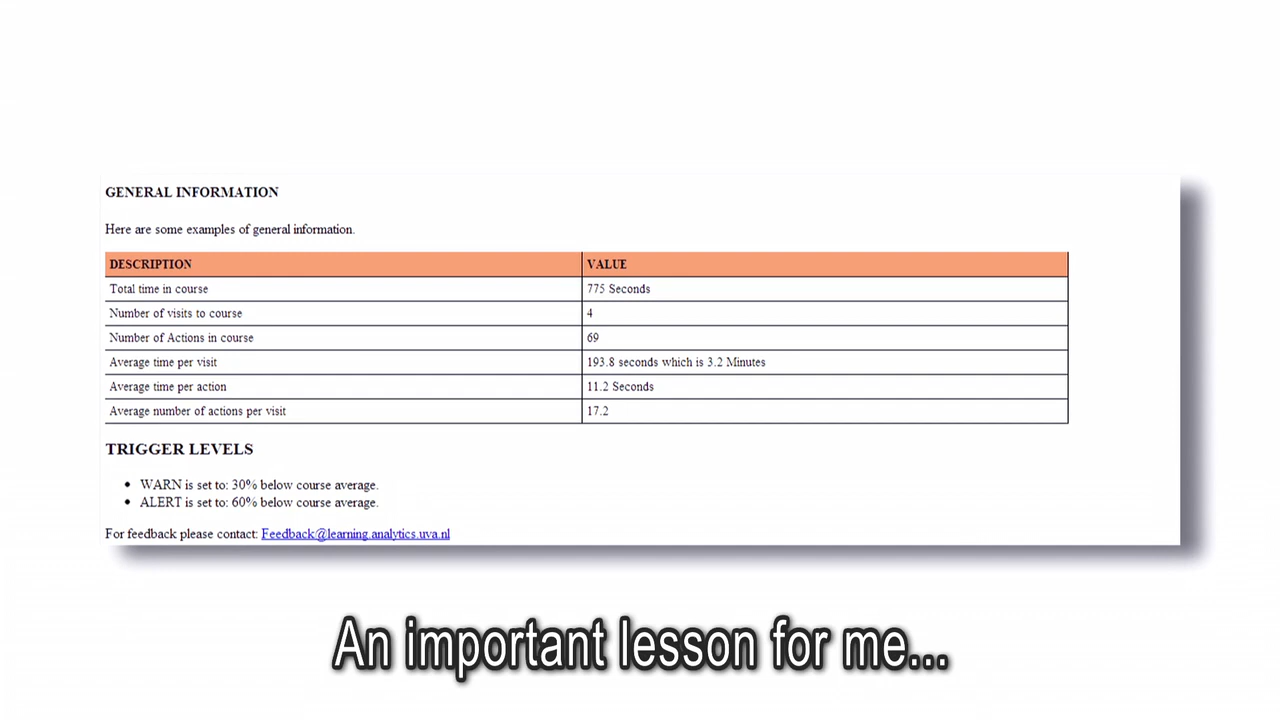 GENERAL INFORMATION
Here are some examples of general information.
DESCRIPTION VALUE
Total time in course 775 Seconds
Number of visits to course 4
Number of Actions in course 69
Average time per visit 193.8 seconds which is 3.2 Minutes
Average time per action 11.2 Seconds
Average number of actions per visit 17.2
TRIGGER LEVELS
• WARN is set to: 30% below course average.
• ALERT is set to: 60% below course average.
For feedback please contact: Feedback@learning.analytics.uva.nl
An important lesson for me...